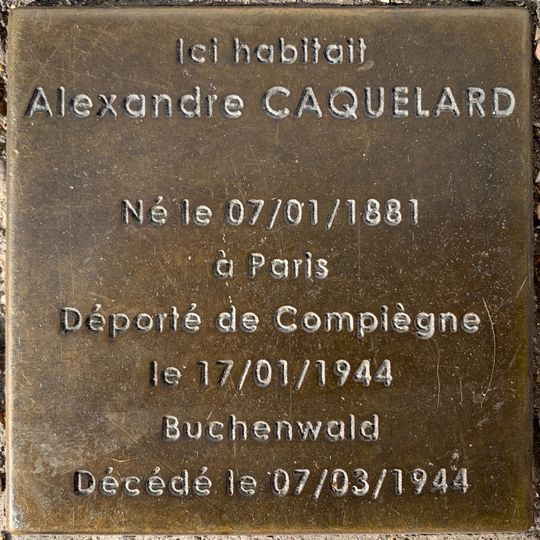 Ici habitait
Alexandre CAQUELARD
Né le 07/01/1881
à Paris
Déporté de Compiègne
le 17/01/1944
Buchenwald
Décédé le 07/03/1944